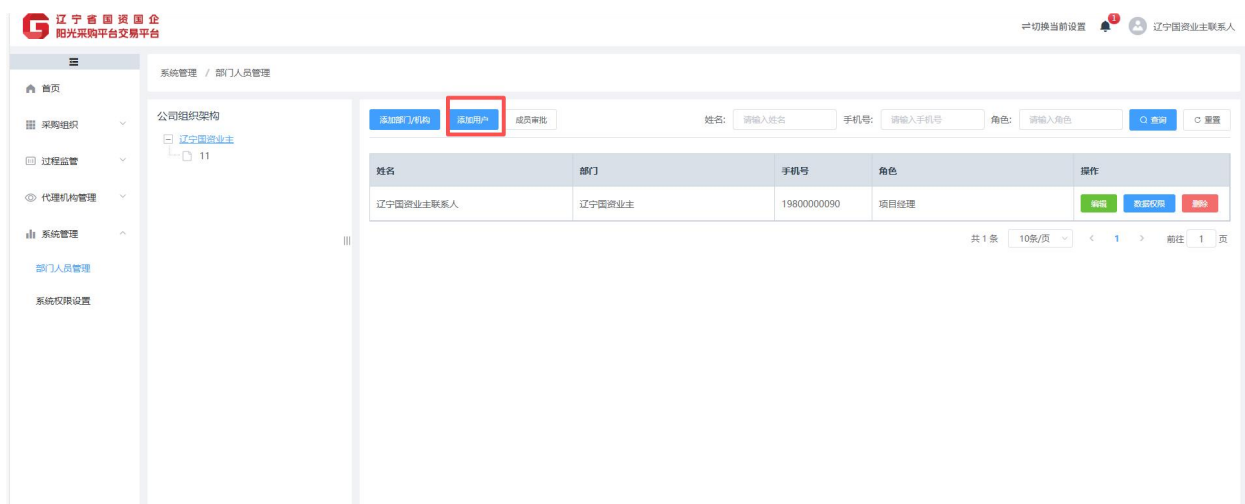 辽宁省国资国企
阳光采购平台交易平台
切换当前设置
1
辽宁国资业主联系人
首页
采购组织
过程监管
代理机构管理
系统管理
部门人员管理
系统权限设置
系统管理 / 部门人员管理
公司组织架构
辽宁国资业主
11
添加部门/机构 添加用户 成员审批 姓名: 请输入姓名 手机号: 请输入手机号 角色: 请输入角色 查询 重置
姓名 部门 手机号 角色 操作
辽宁国资业主联系人 辽宁国资业主 19800000090 项目经理 编辑 数据权限 删除
共 1 条 10条/页 1 前往 1 页